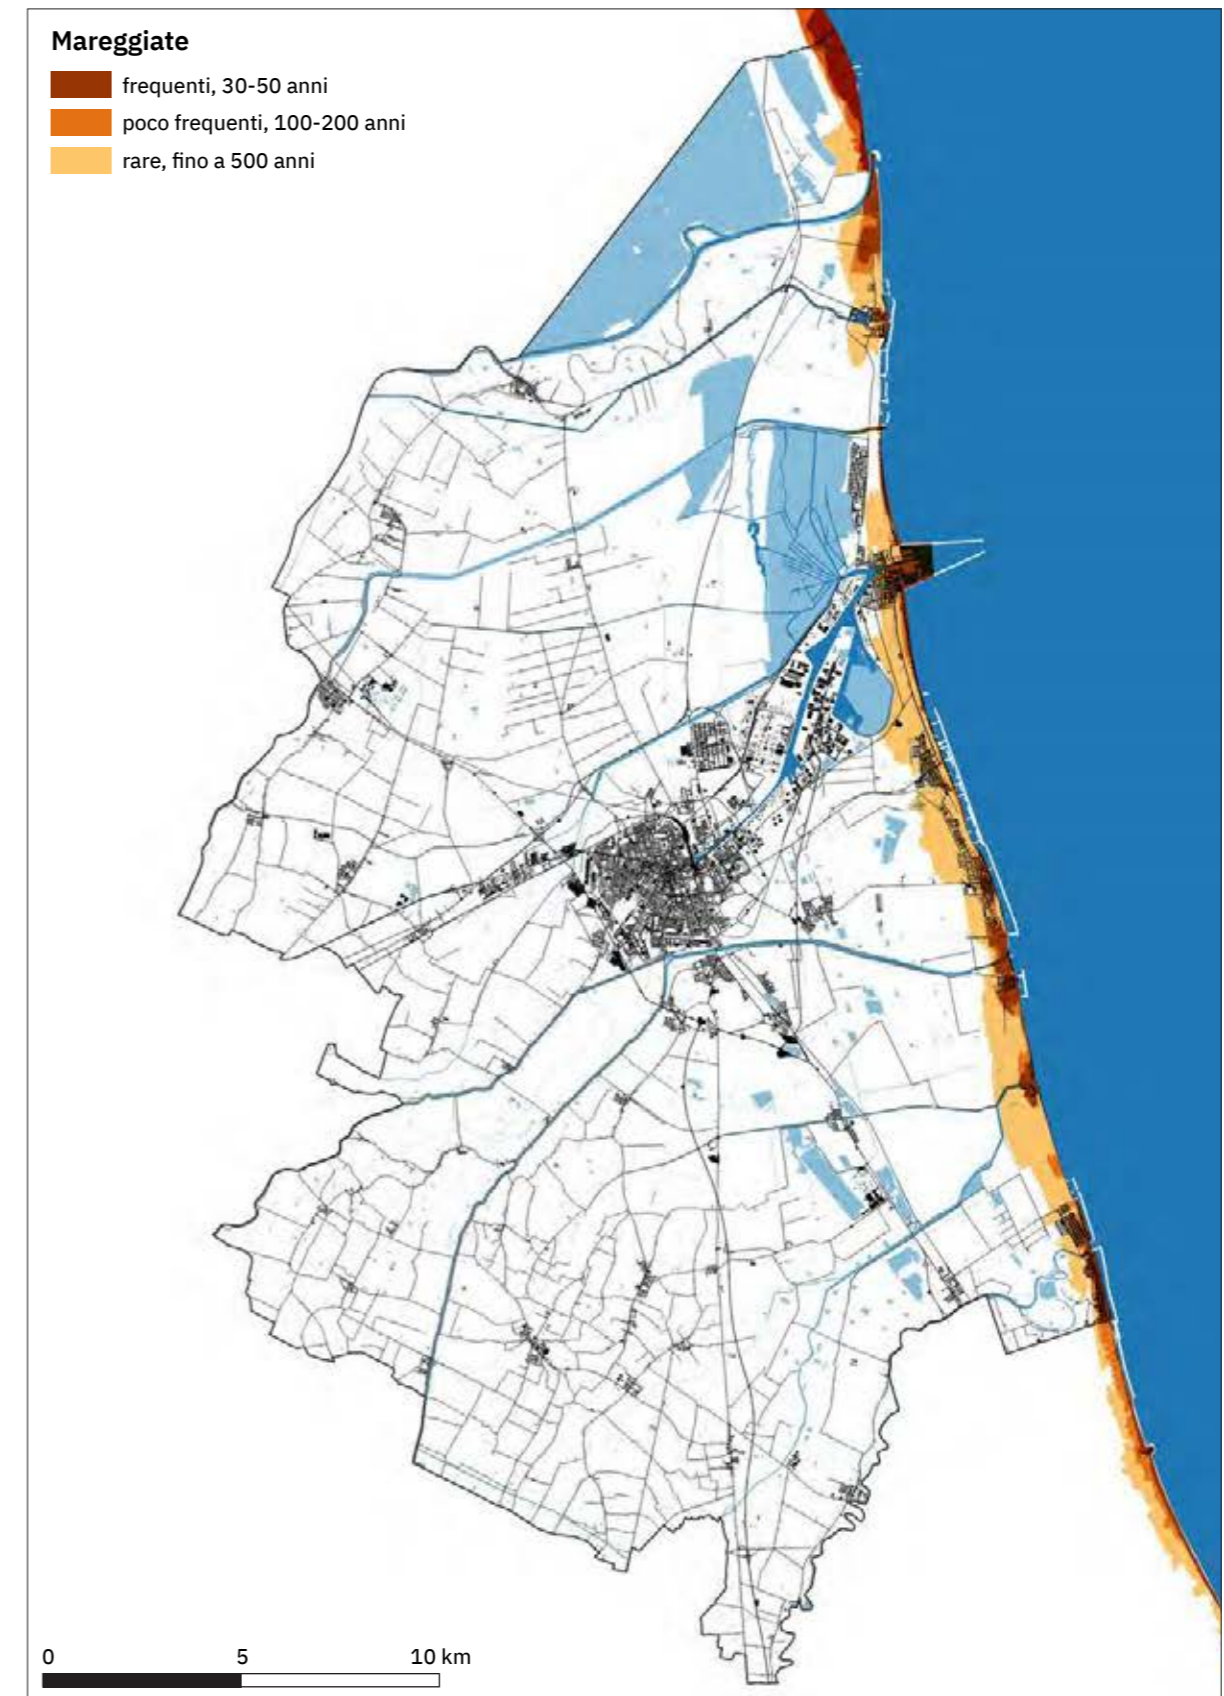 Mareggiate
frequenti, 30-50 anni
poco frequenti, 100-200 anni
rare, fino a 500 anni
0 5 10 km